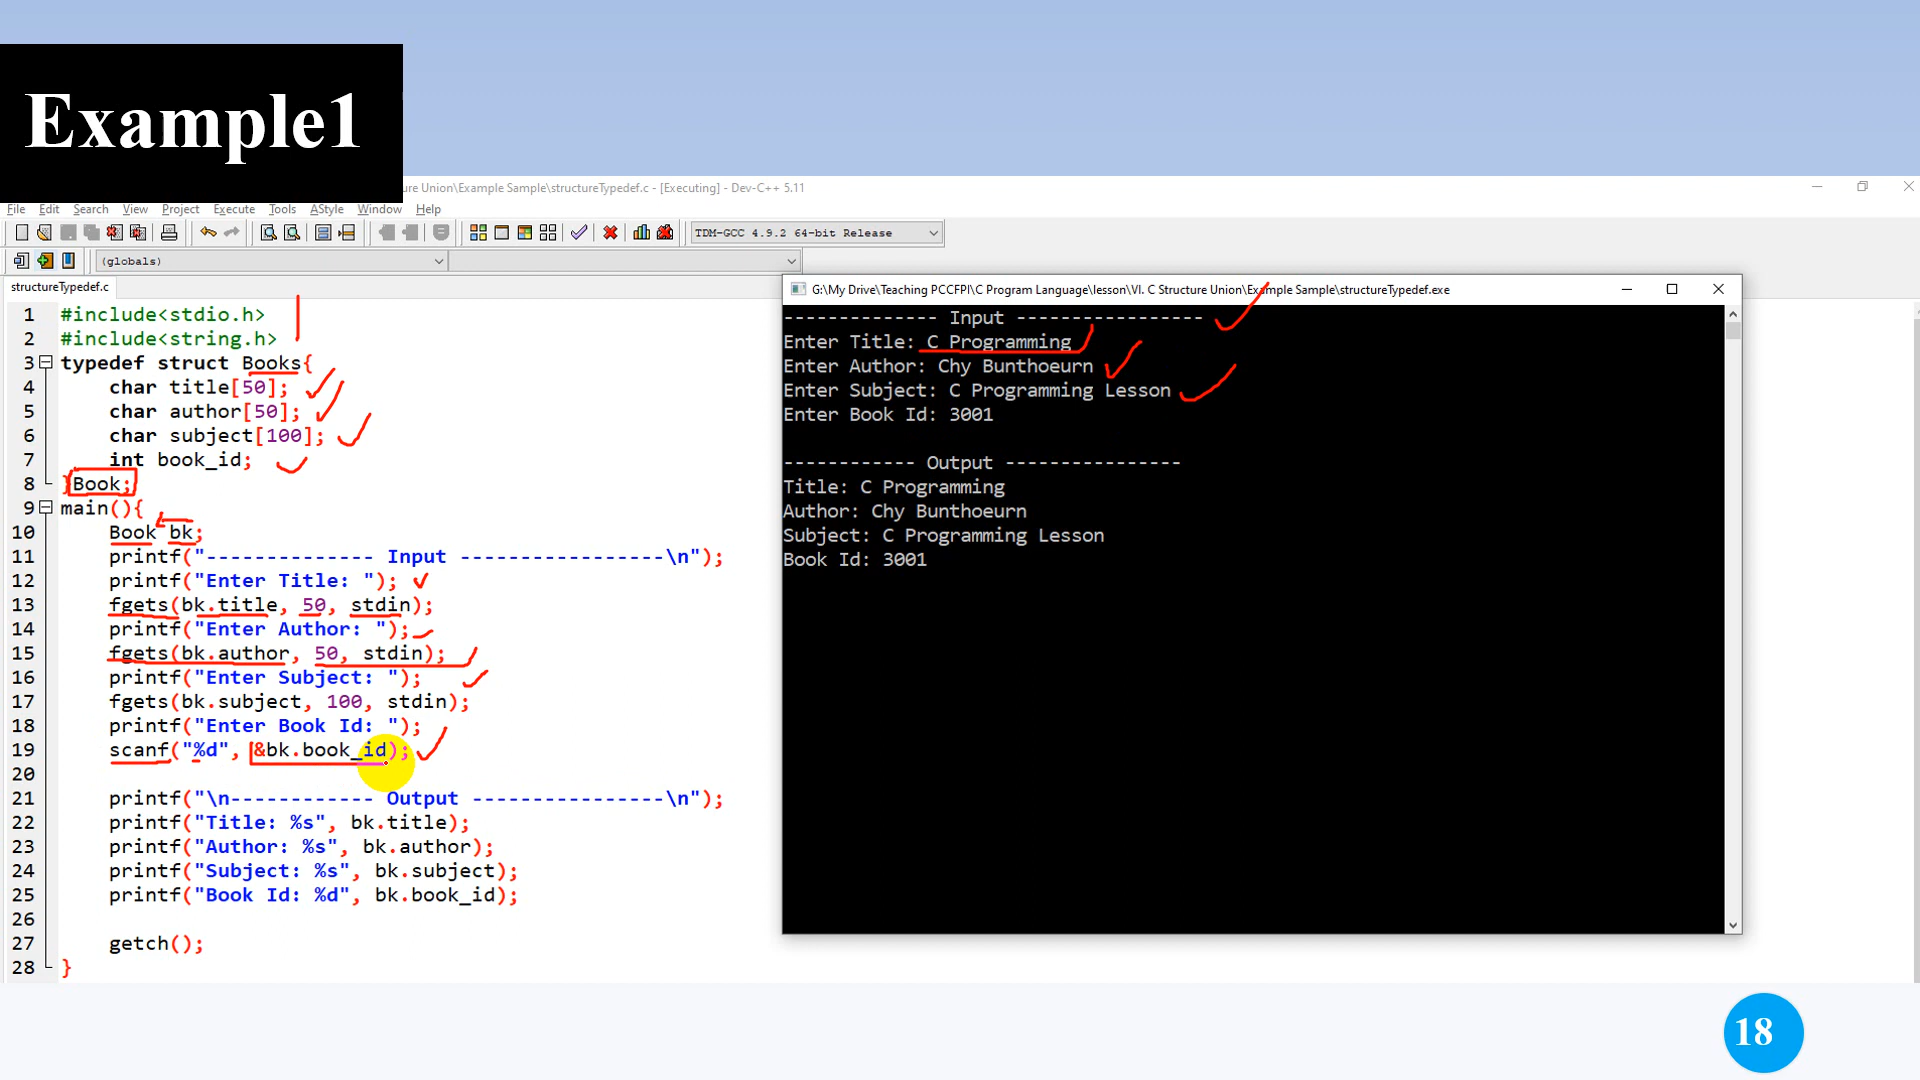 Example1
ure Union\Example Sample\structureTypedef.c - [Executing] - Dev-C++ 5.11
File Edit Search View Project Execute Tools AStyle Window Help
TDM-GCC 4.9.2 64-bit Release
(globals)
structureTypedef.c
1 #include<stdio.h>
2 #include<string.h>
3 typedef struct Books{
4 char title[50];
5 char author[50];
6 char subject[100];
7 int book_id;
8 }Book;
9 main(){
10 Book bk;
11 printf("-------------- Input -----------------\n");
12 printf("Enter Title: ");
13 fgets(bk.title, 50, stdin);
14 printf("Enter Author: ");
15 fgets(bk.author, 50, stdin);
16 printf("Enter Subject: ");
17 fgets(bk.subject, 100, stdin);
18 printf("Enter Book Id: ");
19 scanf("%d", &bk.book_id);
20
21 printf("\n------------ Output ----------------\n");
22 printf("Title: %s", bk.title);
23 printf("Author: %s", bk.author);
24 printf("Subject: %s", bk.subject);
25 printf("Book Id: %d", bk.book_id);
26
27 getch();
28 }
G:\My Drive\Teaching PCCFPI\C Program Language\lesson\VI. C Structure Union\Example Sample\structureTypedef.exe
-------------- Input -----------------
Enter Title: C Programming
Enter Author: Chy Bunthoeurn
Enter Subject: C Programming Lesson
Enter Book Id: 3001
------------ Output ----------------
Title: C Programming
Author: Chy Bunthoeurn
Subject: C Programming Lesson
Book Id: 3001
18